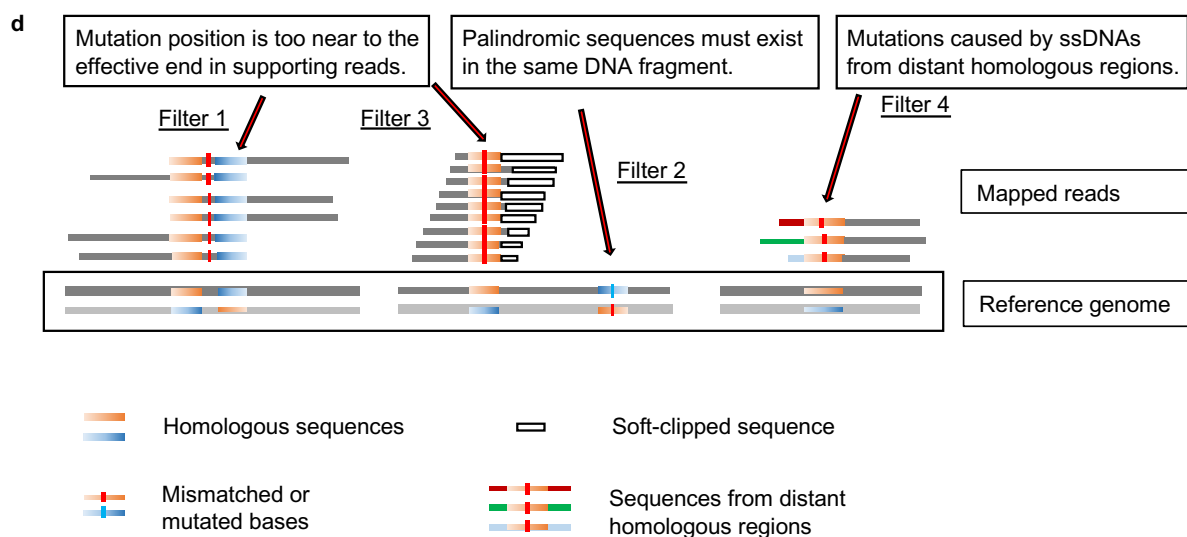 d
Mutation position is too near to the
effective end in supporting reads.
Palindromic sequences must exist
in the same DNA fragment.
Mutations caused by ssDNAs
from distant homologous regions.
Filter 1
Filter 3
Filter 4
Filter 2
Mapped reads
Reference genome
Homologous sequences
Soft-clipped sequence
Mismatched or
mutated bases
Sequences from distant
homologous regions